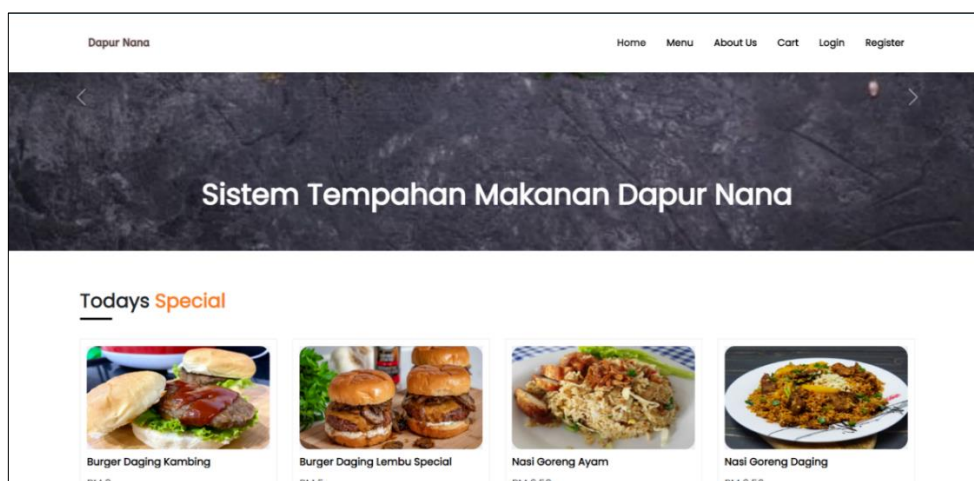 Dapur Nana
Home Menu About Us Cart Login Register
Sistem Tempahan Makanan Dapur Nana
Todays Special
Burger Daging Kambing
Burger Daging Lembu Special
Nasi Goreng Ayam
Nasi Goreng Daging